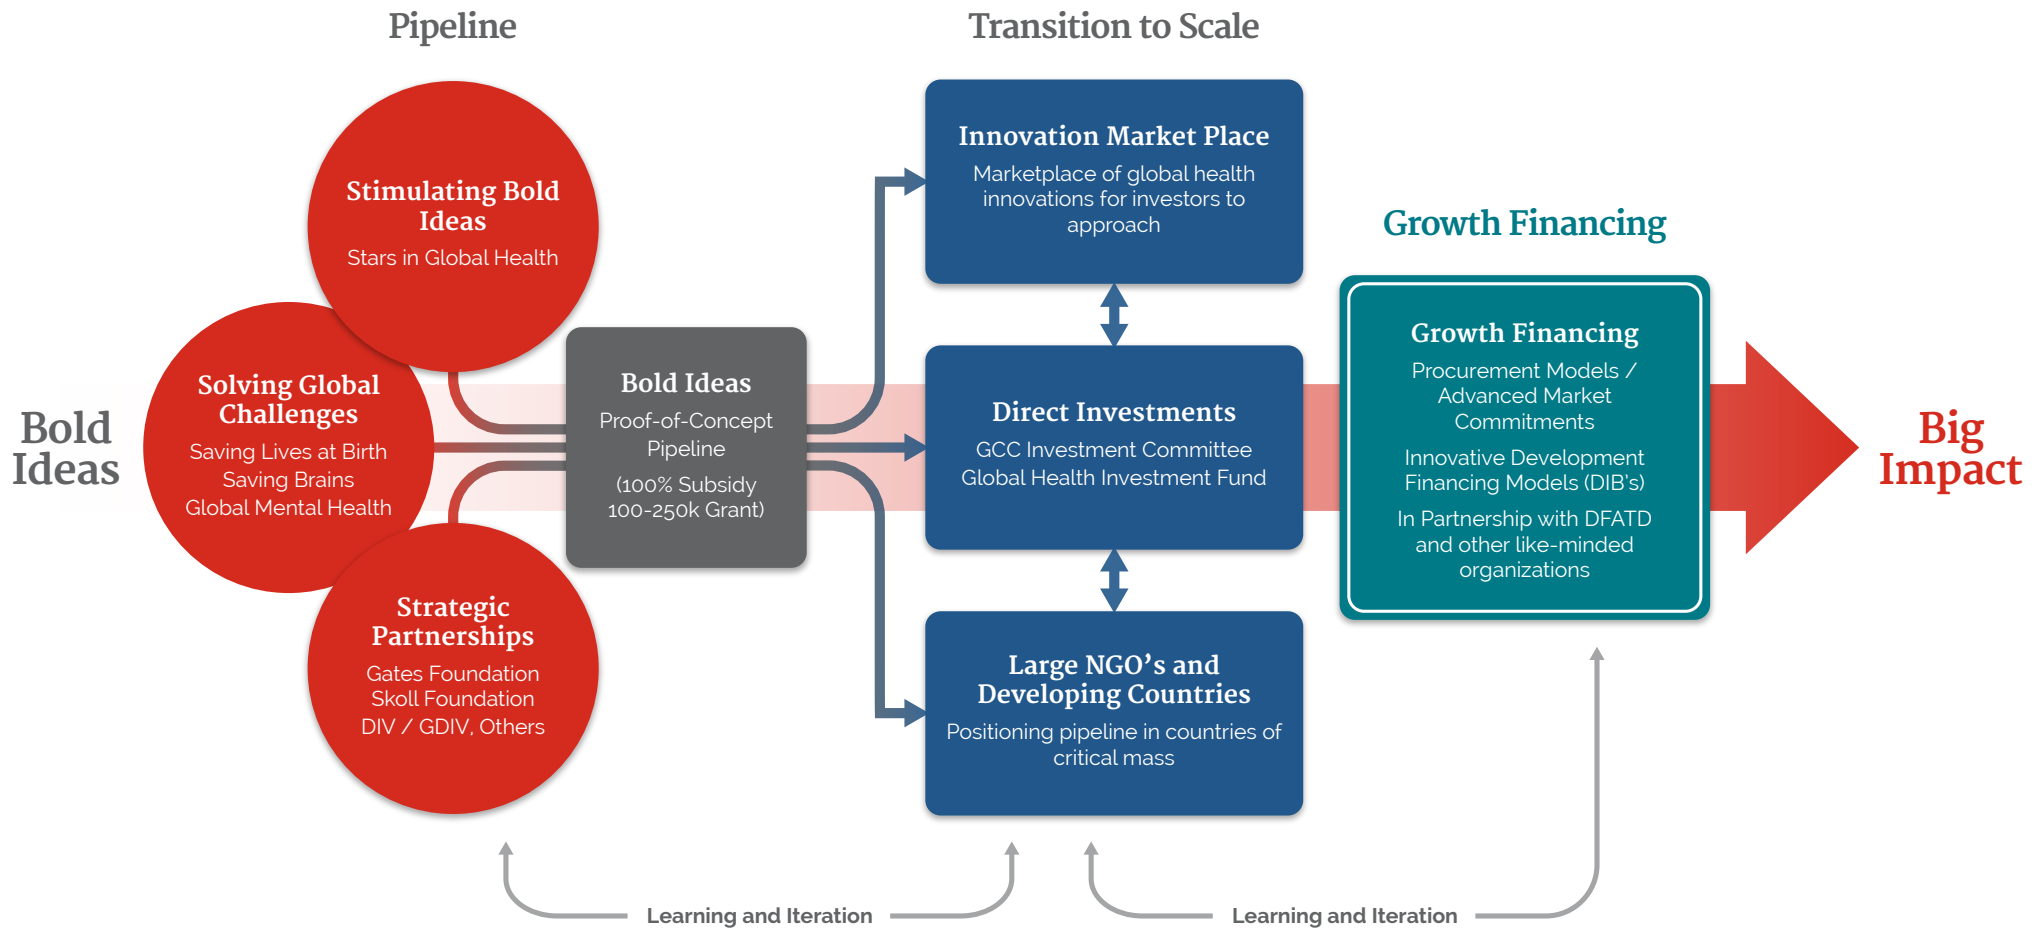 Pipeline
Transition to Scale
Stimulating Bold
Ideas
Stars in Global Health
Solving Global
Challenges
Saving Lives at Birth
Saving Brains
Global Mental Health
Strategic
Partnerships
Gates Foundation
Skoll Foundation
DIV / GDIV, Others
Bold
Ideas
Bold Ideas
Proof-of-Concept
Pipeline
(100% Subsidy
100-250k Grant)
Innovation Market Place
Marketplace of global health
innovations for investors to
approach
Direct Investments
GCC Investment Committee
Global Health Investment Fund
Large NGO’s and
Developing Countries
Positioning pipeline in countries of
critical mass
Growth Financing
Growth Financing
Procurement Models /
Advanced Market
Commitments
Innovative Development
Financing Models (DIB's)
In Partnership with DFATD
and other like-minded
organizations
Big
Impact
Learning and Iteration
Learning and Iteration